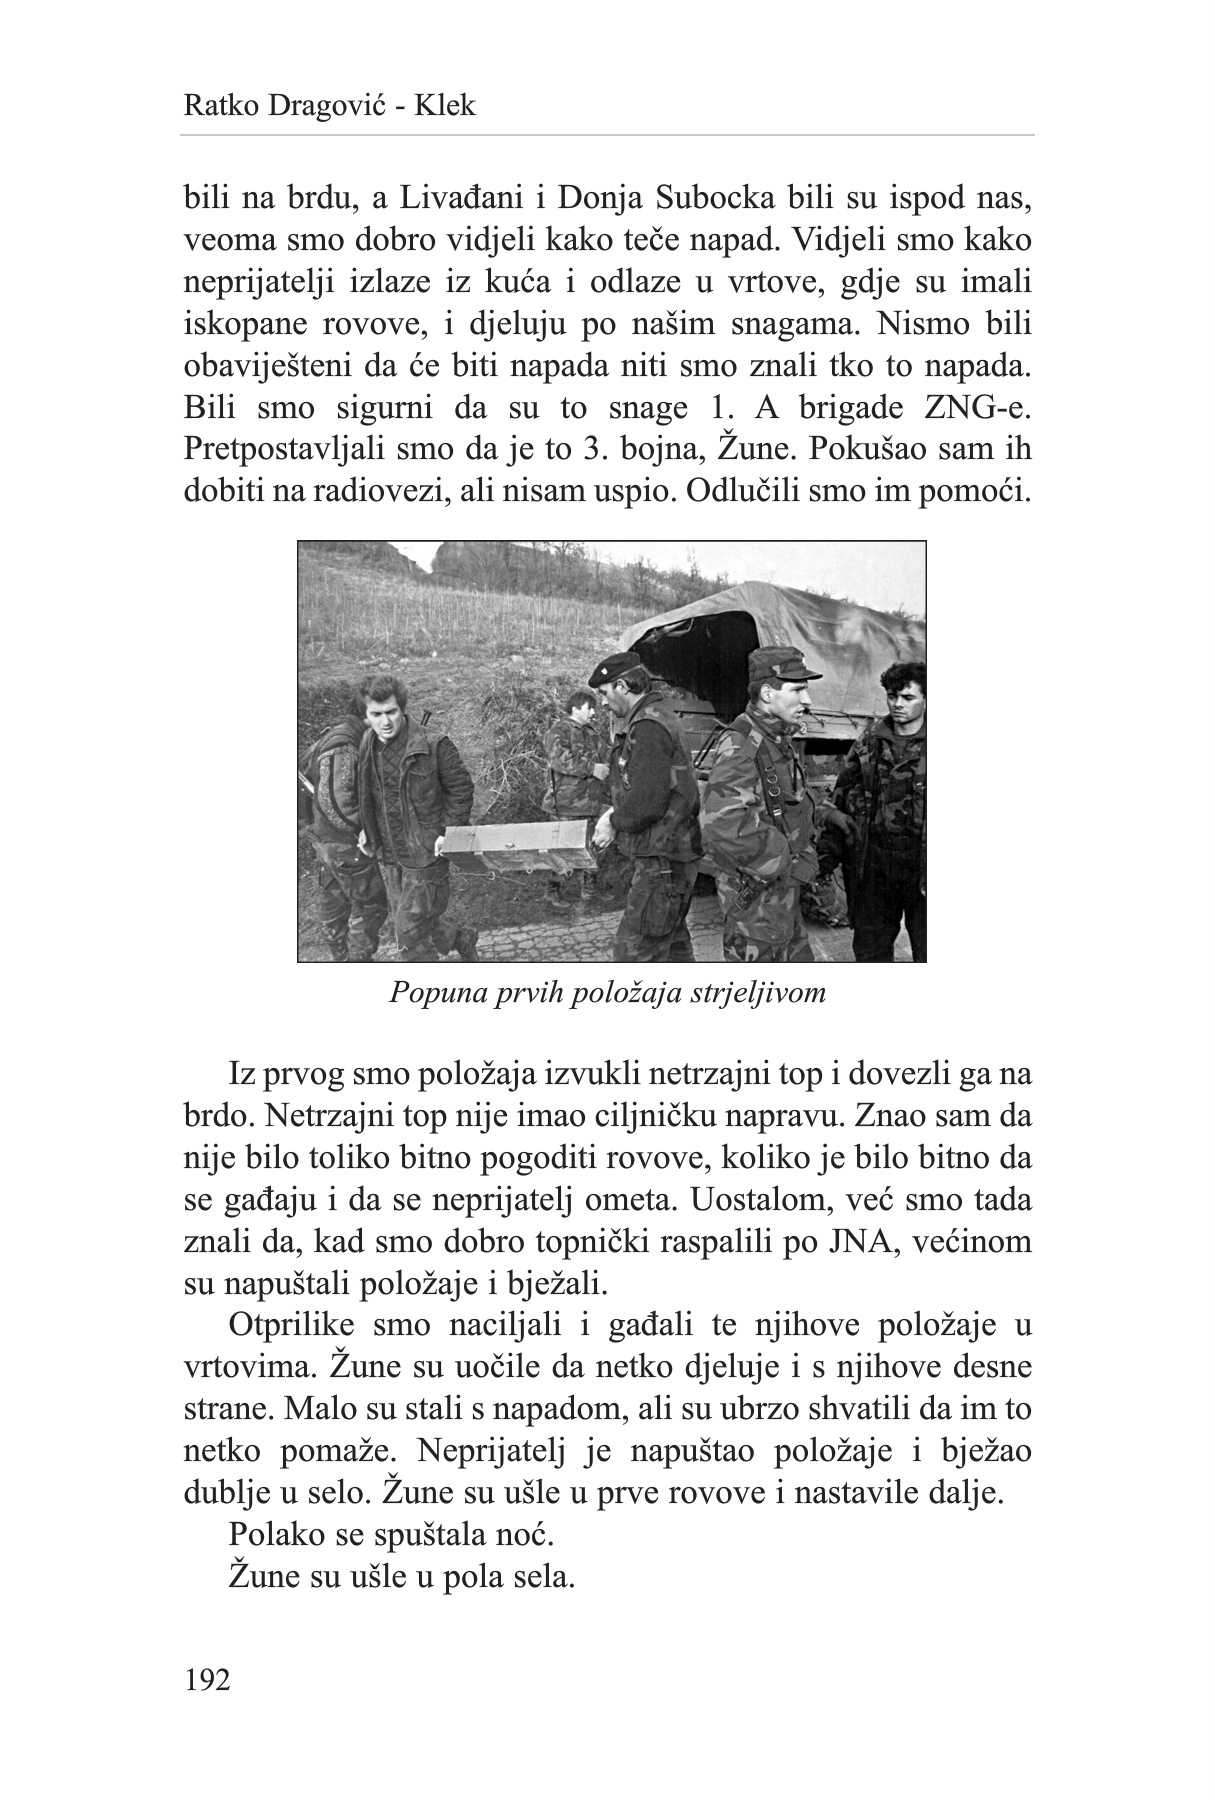 Ratko Dragović - Klek
bili na brdu, a Livađani i Donja Subocka bili su ispod nas,
veoma smo dobro vidjeli kako teče napad. Vidjeli smo kako
neprijatelji izlaze iz kuća i odlaze u vrtove, gdje su imali
iskopane rovove, i djeluju po našim snagama. Nismo bili
obaviješteni da će biti napada niti smo znali tko to napada.
Bili smo sigurni da su to snage 1. A brigade ZNG-e.
Pretpostavljali smo da je to 3. bojna, Žune. Pokušao sam ih
dobiti na radiovezi, ali nisam uspio. Odlučili smo im pomoći.
Popuna prvih položaja strjeljivom
Iz prvog smo položaja izvukli netrzajni top i dovezli ga na
brdo. Netrzajni top nije imao ciljničku napravu. Znao sam da
nije bilo toliko bitno pogoditi rovove, koliko je bilo bitno da
se gađaju i da se neprijatelj ometa. Uostalom, već smo tada
znali da, kad smo dobro topnički raspalili po JNA, većinom
su napuštali položaje i bježali.
Otprilike smo naciljali i gađali te njihove položaje u
vrtovima. Žune su uočile da netko djeluje i s njihove desne
strane. Malo su stali s napadom, ali su ubrzo shvatili da im to
netko pomaže. Neprijatelj je napuštao položaje i bježao
dublje u selo. Žune su ušle u prve rovove i nastavile dalje.
Polako se spuštala noć.
Žune su ušle u pola sela.
192